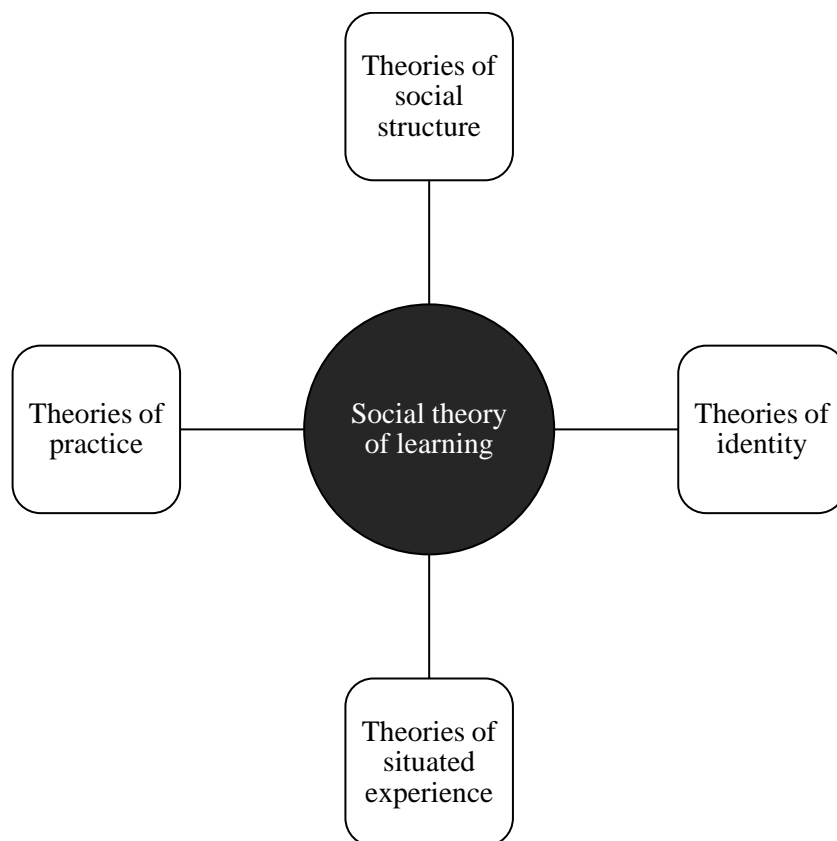 Theories of
social
structure
Theories of
practice
Social theory
of learning
Theories of
identity
Theories of
situated
experience